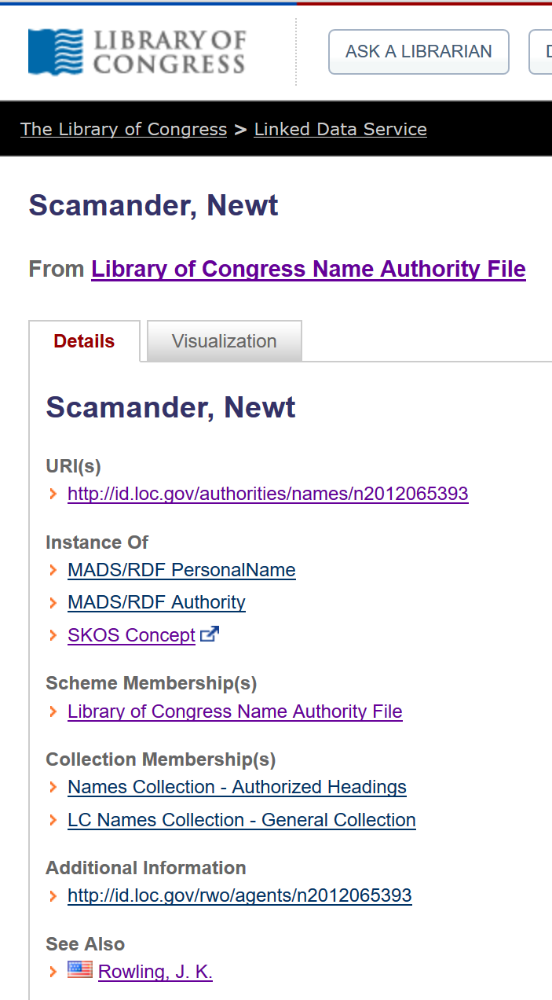 LIBRARY OF
CONGRESS
ASK A LIBRARIAN
The Library of Congress > Linked Data Service
Scamander, Newt
From Library of Congress Name Authority File
Details
Visualization
Scamander, Newt
URI(s)
http://id.loc.gov/authorities/names/n2012065393
Instance Of
MADS/RDF PersonalName
MADS/RDF Authority
SKOS Concept
Scheme Membership(s)
Library of Congress Name Authority File
Collection Membership(s)
Names Collection - Authorized Headings
LC Names Collection - General Collection
Additional Information
http://id.loc.gov/rwo/agents/n2012065393
See Also
Rowling, J. K.